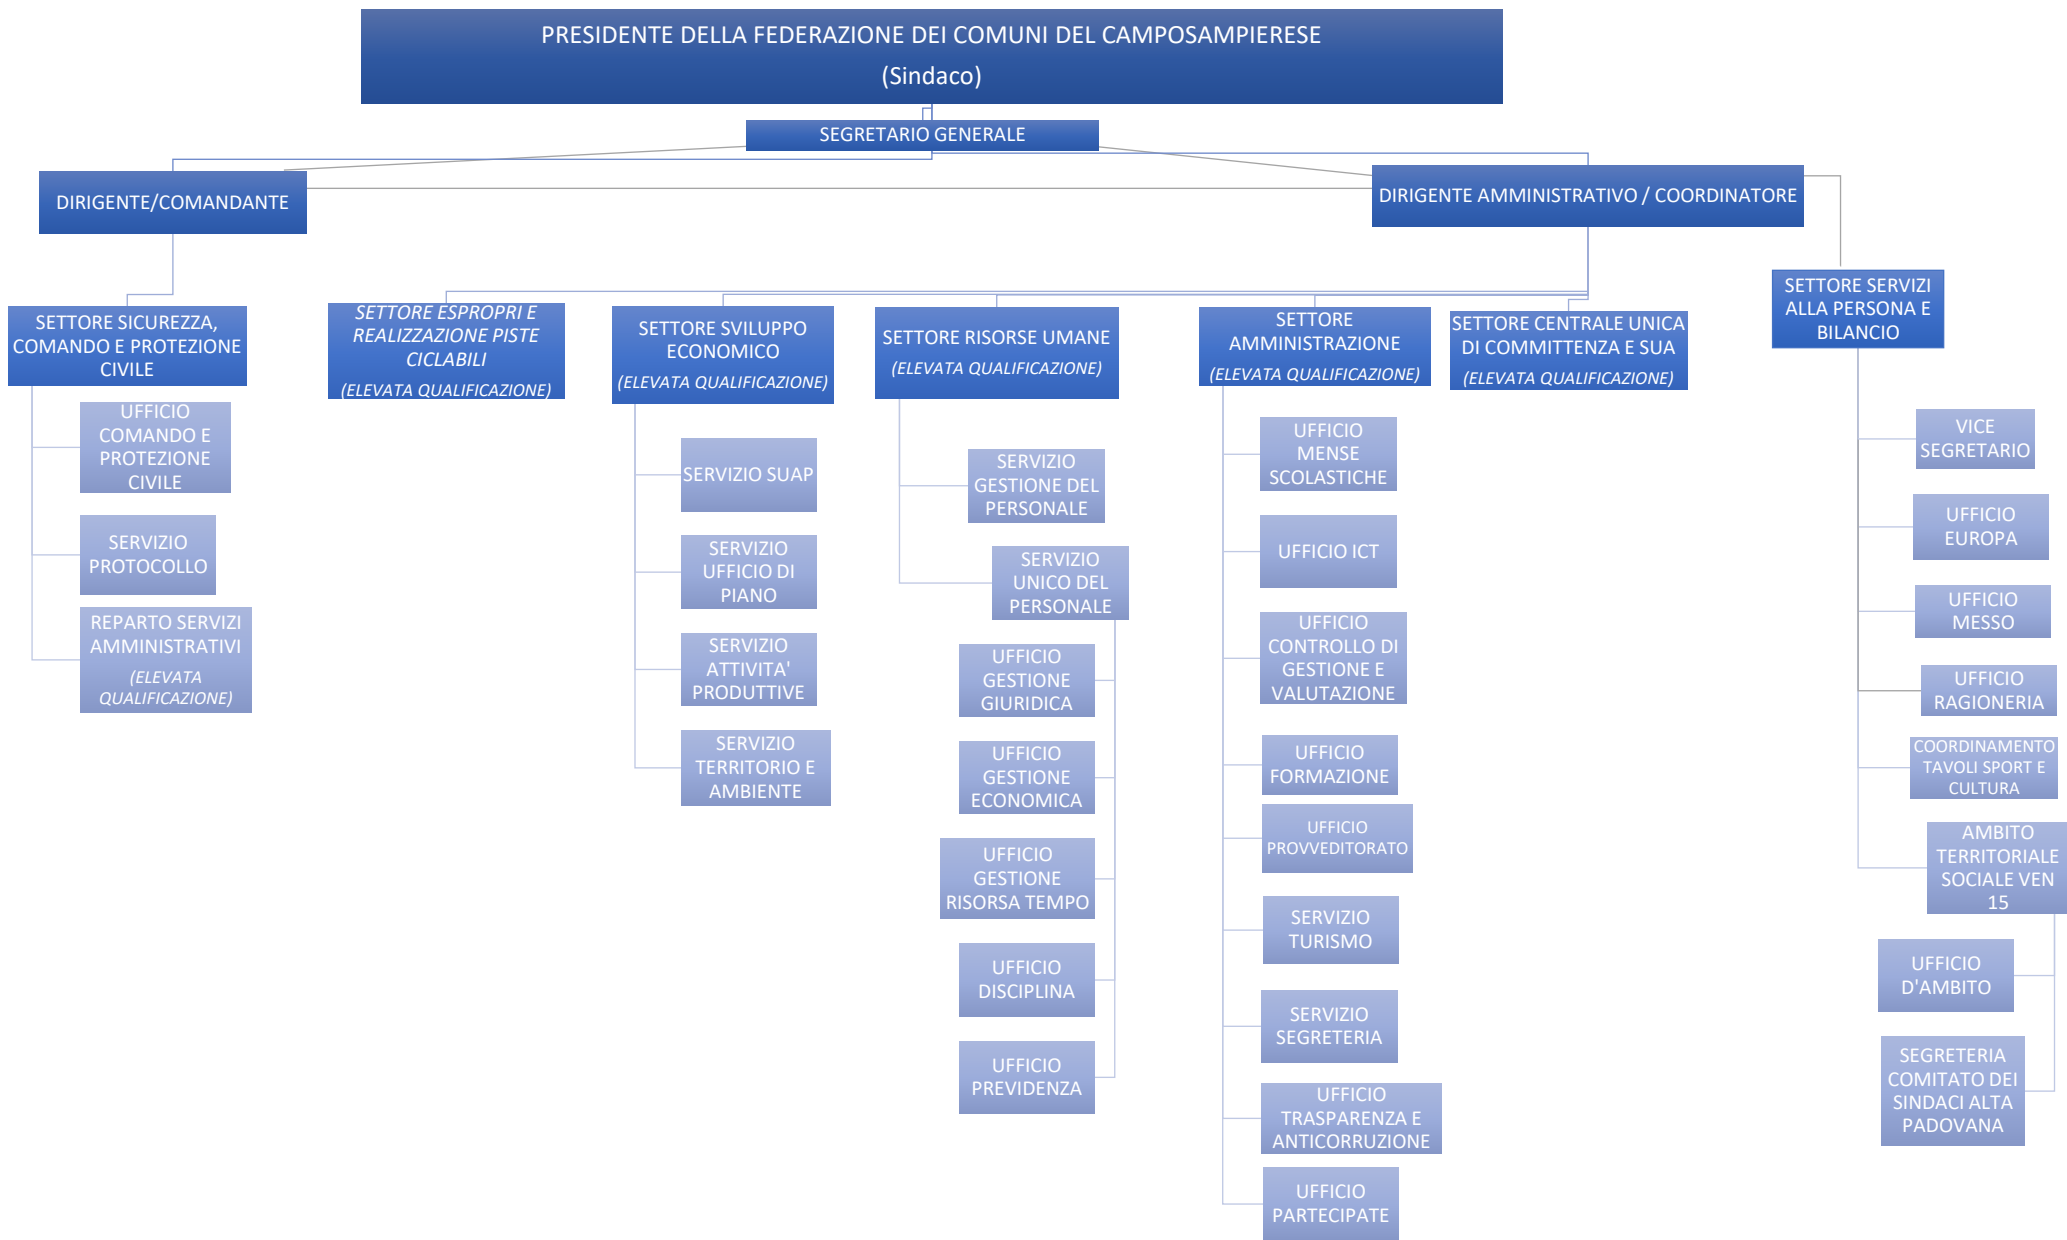 PRESIDENTE DELLA FEDERAZIONE DEI COMUNI DEL CAMPOSAMPIERESE
(Sindaco)
SEGRETARIO GENERALE
DIRIGENTE/COMANDANTE
DIRIGENTE AMMINISTRATIVO / COORDINATORE
SETTORE SICUREZZA,
COMANDO E PROTEZIONE
CIVILE
UFFICIO
COMANDO E
PROTEZIONE
CIVILE
SERVIZIO
PROTOCOLLO
REPARTO SERVIZI
AMMINISTRATIVI
(ELEVATA
QUALIFICAZIONE)
SETTORE ESPROPRI E
REALIZZAZIONE PISTE
CICLABILI
(ELEVATA QUALIFICAZIONE)
SETTORE SVILUPPO
ECONOMICO
(ELEVATA QUALIFICAZIONE)
SERVIZIO SUAP
SERVIZIO
UFFICIO DI
PIANO
SERVIZIO
ATTIVITA'
PRODUTTIVE
SERVIZIO
TERRITORIO E
AMBIENTE
SETTORE RISORSE UMANE
(ELEVATA QUALIFICAZIONE)
SERVIZIO
GESTIONE DEL
PERSONALE
SERVIZIO
UNICO DEL
PERSONALE
UFFICIO
GESTIONE
GIURIDICA
UFFICIO
GESTIONE
ECONOMICA
UFFICIO
GESTIONE
RISORSA TEMPO
UFFICIO
DISCIPLINA
UFFICIO
PREVIDENZA
SETTORE
AMMINISTRAZIONE
(ELEVATA QUALIFICAZIONE)
UFFICIO
MENSE
SCOLASTICHE
UFFICIO ICT
UFFICIO
CONTROLLO DI
GESTIONE E
VALUTAZIONE
UFFICIO
FORMAZIONE
UFFICIO
PROVVEDITORATO
SERVIZIO
TURISMO
SERVIZIO
SEGRETERIA
UFFICIO
TRASPARENZA E
ANTICORRUZIONE
UFFICIO
PARTECIPATE
SETTORE CENTRALE UNICA
DI COMMITTENZA E SUA
(ELEVATA QUALIFICAZIONE)
SETTORE SERVIZI
ALLA PERSONA E
BILANCIO
VICE
SEGRETARIO
UFFICIO
EUROPA
UFFICIO
MESSO
UFFICIO
RAGIONERIA
COORDINAMENTO
TAVOLI SPORT E
CULTURA
AMBITO
TERRITORIALE
SOCIALE VEN
15
UFFICIO
D'AMBITO
SEGRETERIA
COMITATO DEI
SINDACI ALTA
PADOVANA